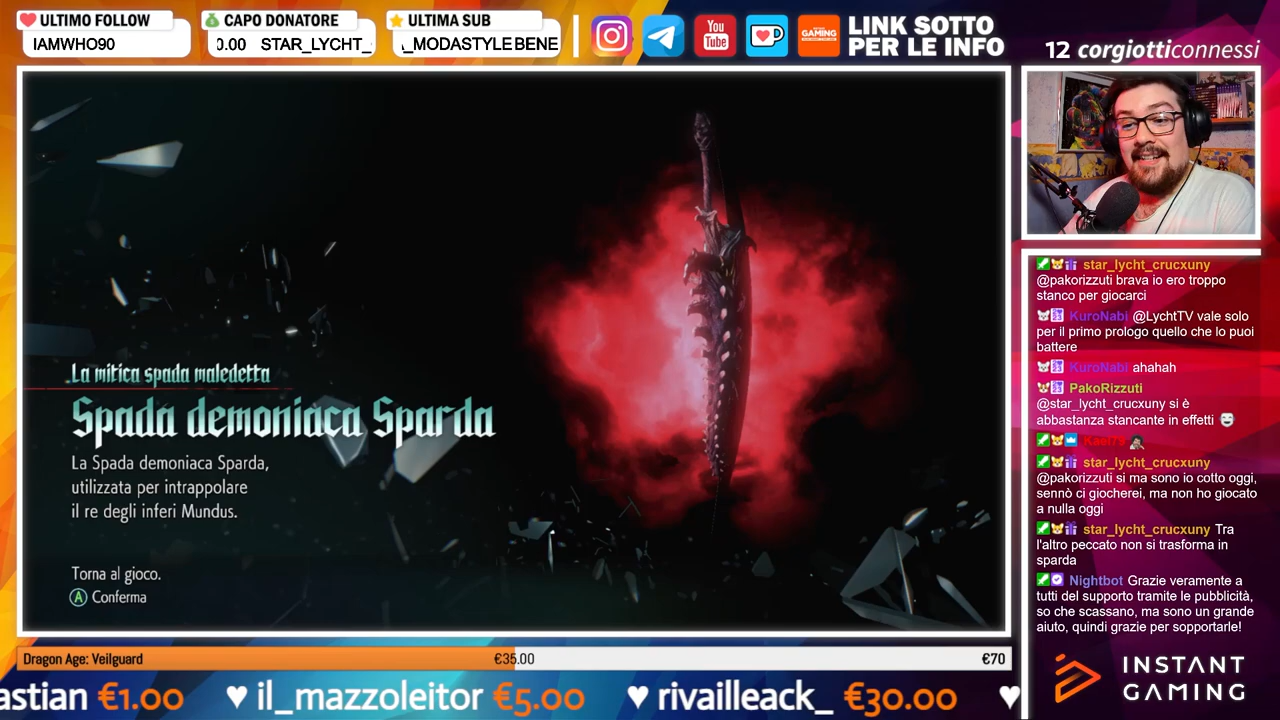 ULTIMO FOLLOW
IAMWHO90
CAPO DONATORE
0.00 STAR_LYCHT_
ULTIMA SUB
_MODASTYLEBENE
You
Tube
GAMING
LINK SOTTO
PER LE INFO
12 corgiotticonnessi
La mitica spada maledetta
Spada demoniaca Sparda
La Spada demoniaca Sparda,
utilizzata per intrappolare
il re degli inferi Mundus.
Torna al gioco.
A Conferma
star_lycht_crucxuny
@pakorizzuti brava io ero troppo
stanco per giocarci
KuroNabi @LychtTV vale solo
per il primo prologo quello che lo puoi
battere
KuroNabi ahahah
PakoRizzuti
@star_lycht_crucxuny si è
abbastanza stancante in effetti
star_lycht_crucxuny
@pakorizzuti si ma sono io cotto oggi,
sennò ci giocherei, ma non ho giocato
a nulla oggi
star_lycht_crucxuny Tra
l'altro peccato non si trasforma in
sparda
Nightbot Grazie veramente a
tutti del supporto tramite le pubblicità,
so che scassano, ma sono un grande
aiuto, quindi grazie per sopportarle!
Dragon Age: Veilguard €35.00 €70
astian €1.00 ♥ il_mazzoleitor €5.00 ♥ rivailleack_ €30.00 ♥
INSTANT
GAMING